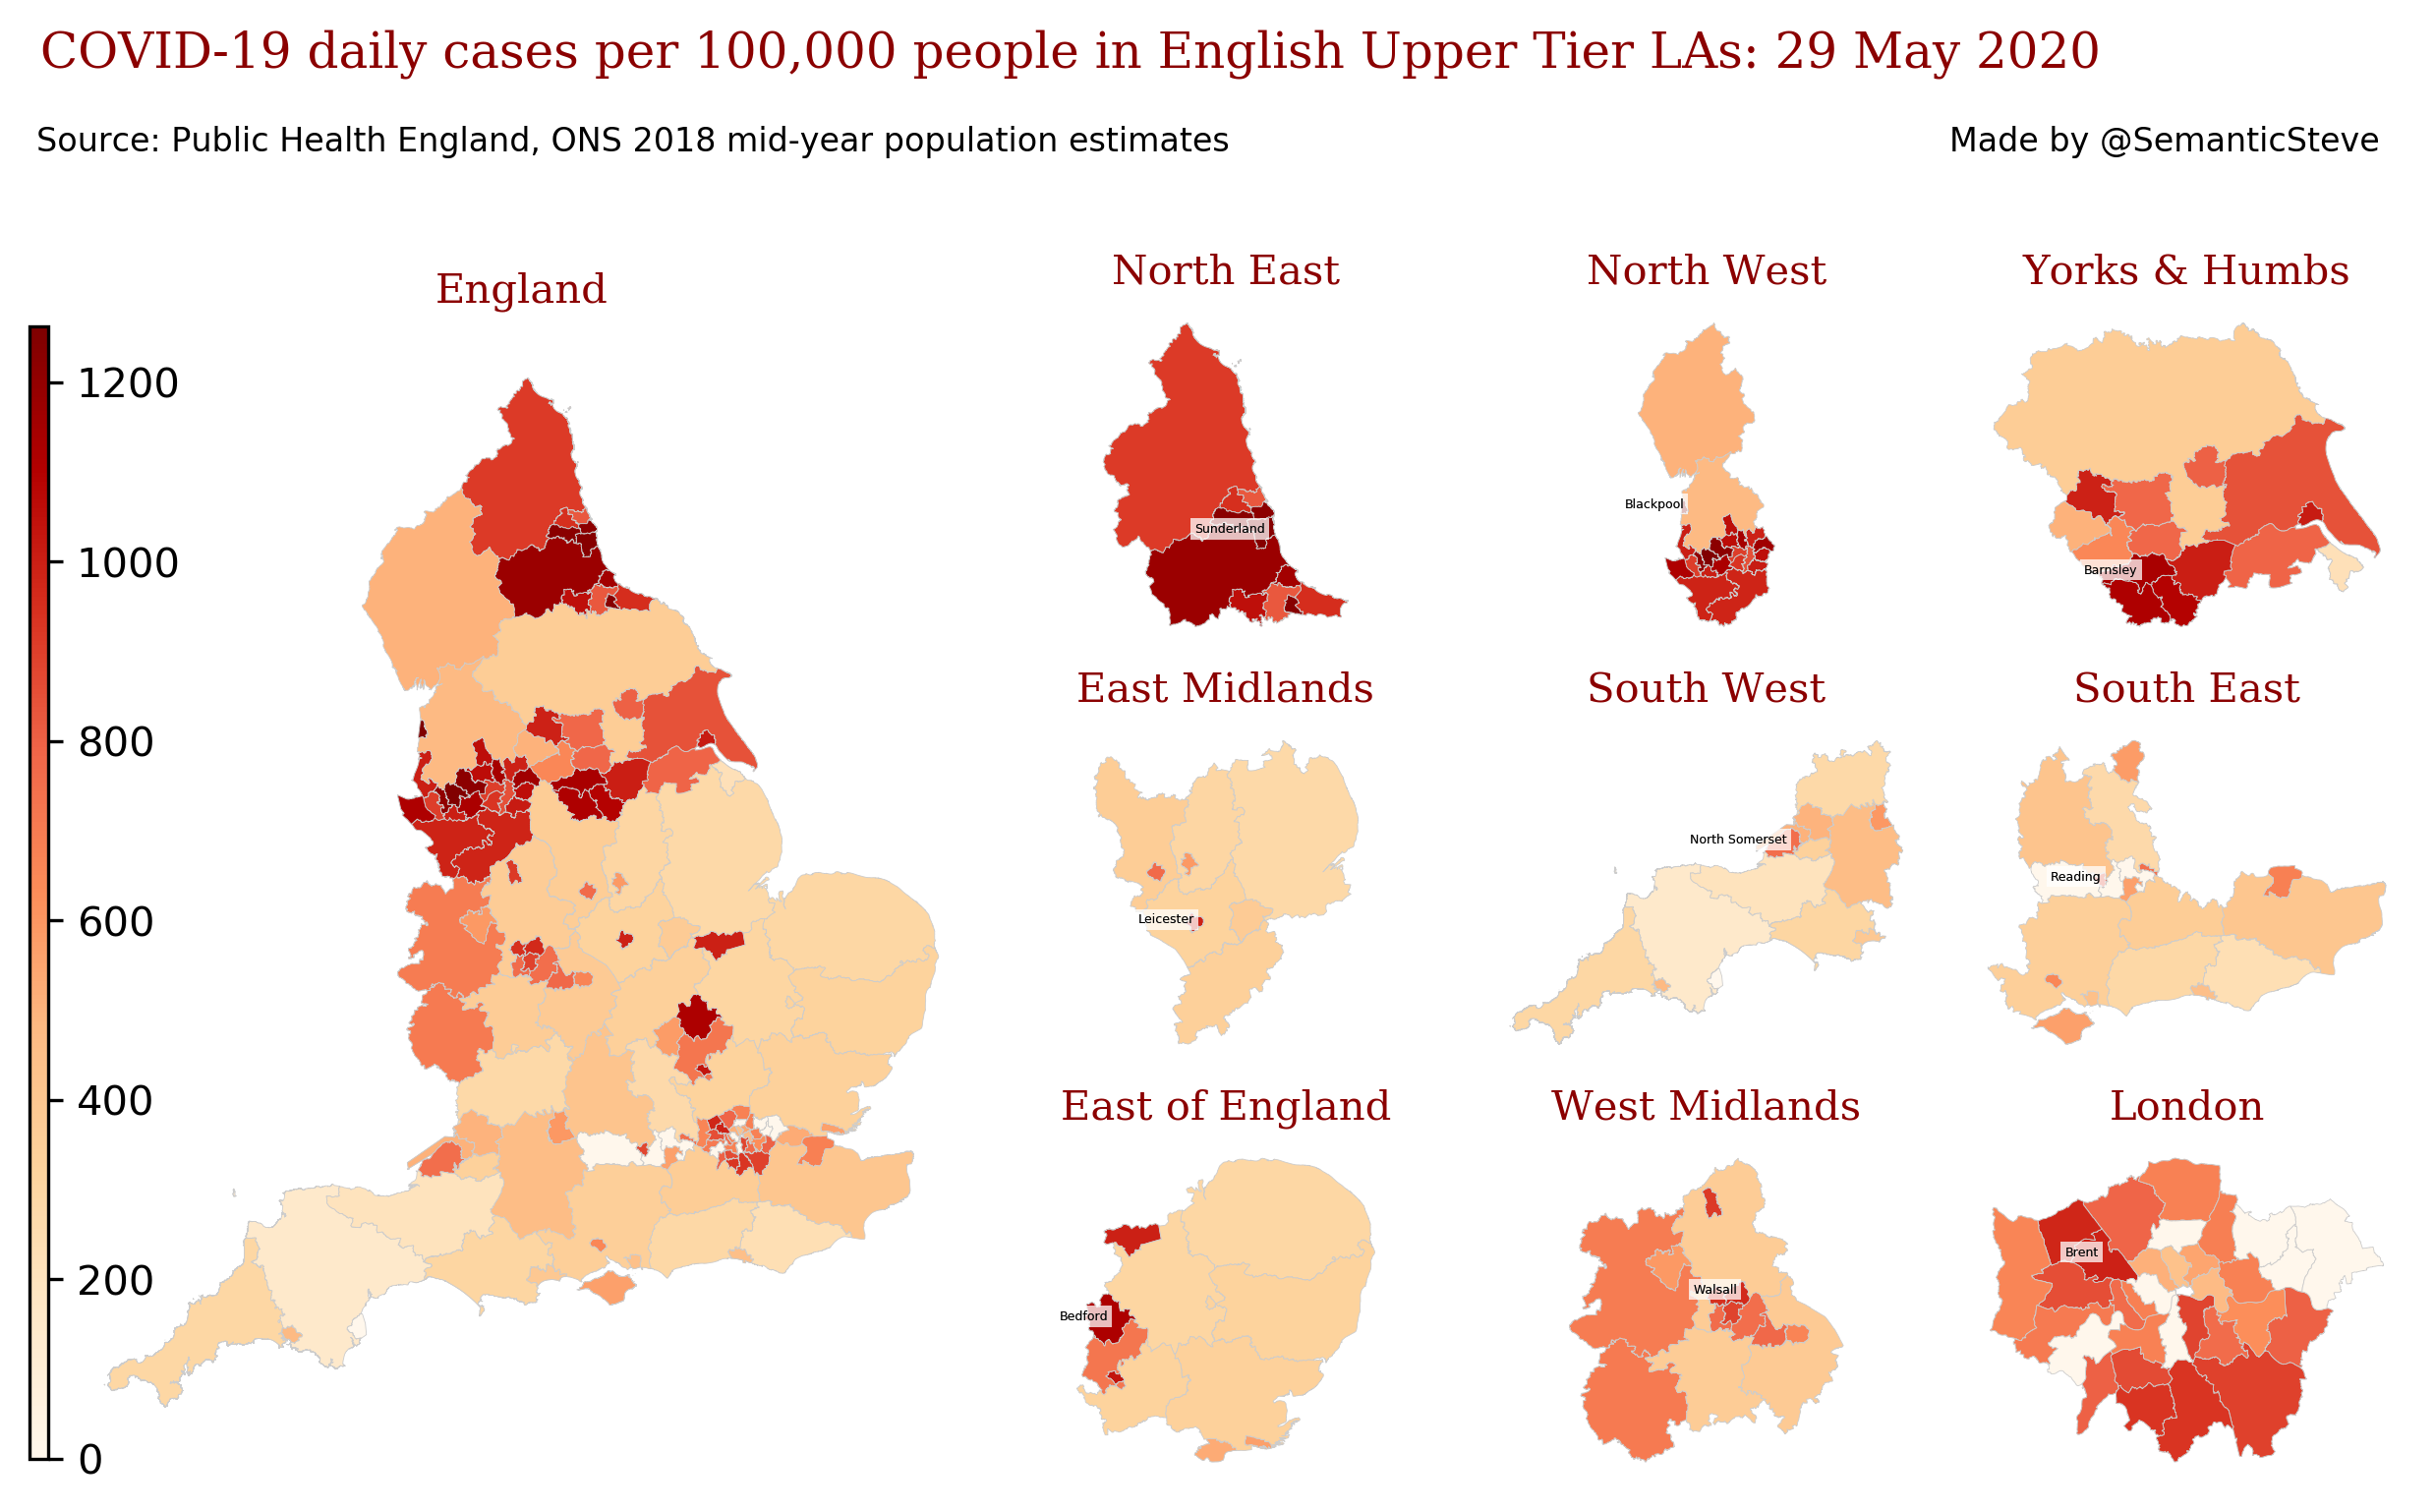 COVID-19 daily cases per 100,000 people in English Upper Tier LAs: 29 May 2020
Source: Public Health England, ONS 2018 mid-year population estimates
Made by @SemanticSteve
England
1200
1000
800
600
400
200
0
North East
Sunderland
North West
Blackpool
Yorks & Humbs
Barnsley
East Midlands
Leicester
South West
North Somerset
South East
Reading
East of England
Bedford
West Midlands
Walsall
London
Brent